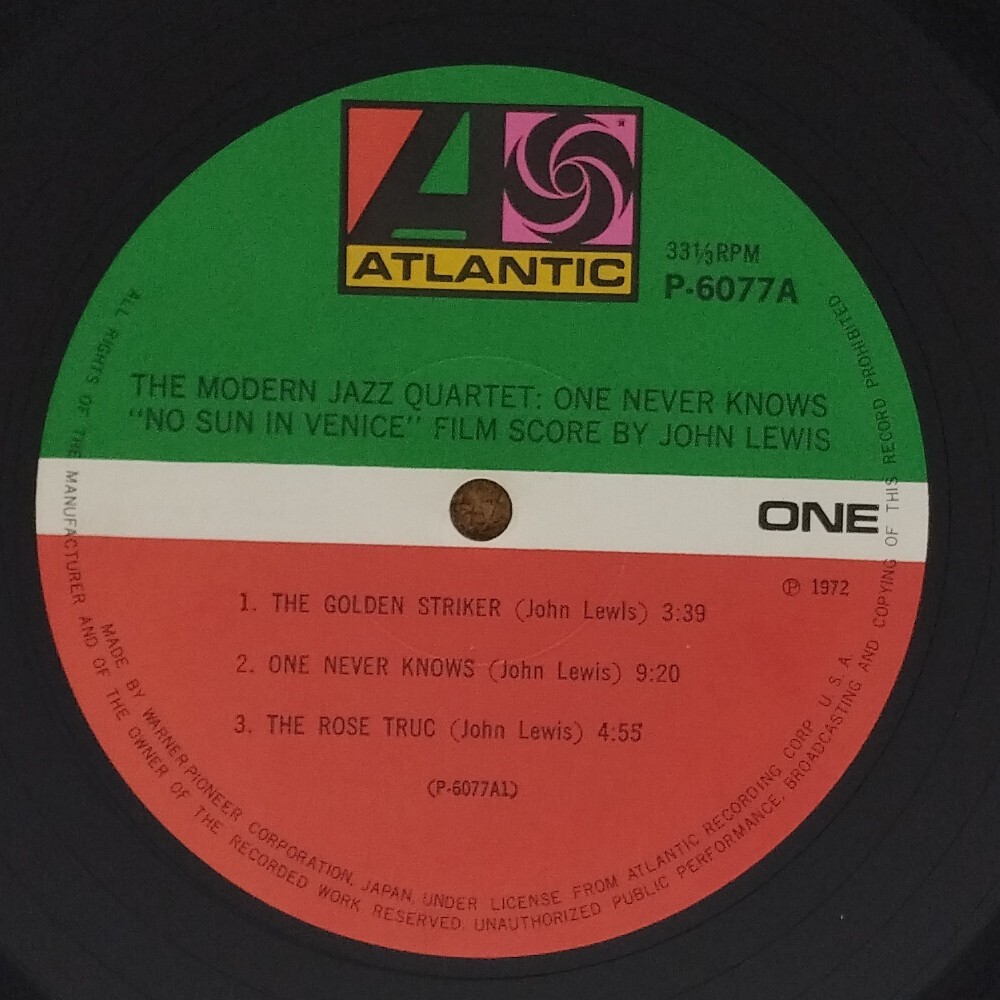 ATLANTIC
33⅓RPM
P-6077A
THE MODERN JAZZ QUARTET: ONE NEVER KNOWS
"NO SUN IN VENICE" FILM SCORE BY JOHN LEWIS
ONE
Ⓟ 1972
1. THE GOLDEN STRIKER (John Lewis) 3:39
2. ONE NEVER KNOWS (John Lewis) 9:20
3. THE ROSE TRUC (John Lewis) 4:55
(P-6077A1)
MADE BY WARNER-PIONEER CORPORATION, JAPAN, UNDER LICENSE FROM ATLANTIC RECORDING CORP. U. S. A.
ALL RIGHTS OF THE MANUFACTURER AND OF THE OWNER OF THE RECORDED WORK RESERVED. UNAUTHORIZED PUBLIC PERFORMANCE, BROADCASTING AND COPYING OF THIS RECORD PROHIBITED.